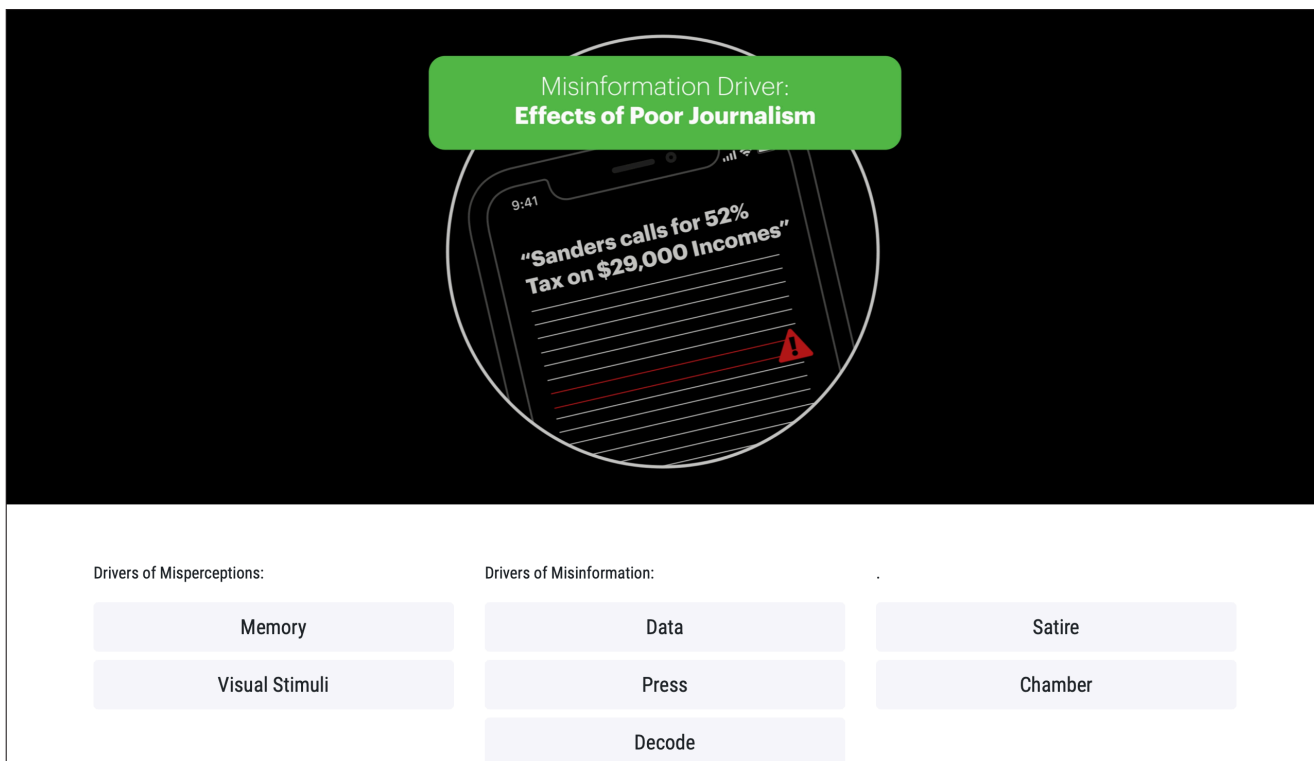 Misinformation Driver:
Effects of Poor Journalism
9:41
“Sanders calls for 52%
Tax on $29,000 Incomes”
Drivers of Misperceptions:
Drivers of Misinformation:
.
Memory
Data
Satire
Visual Stimuli
Press
Chamber
Decode